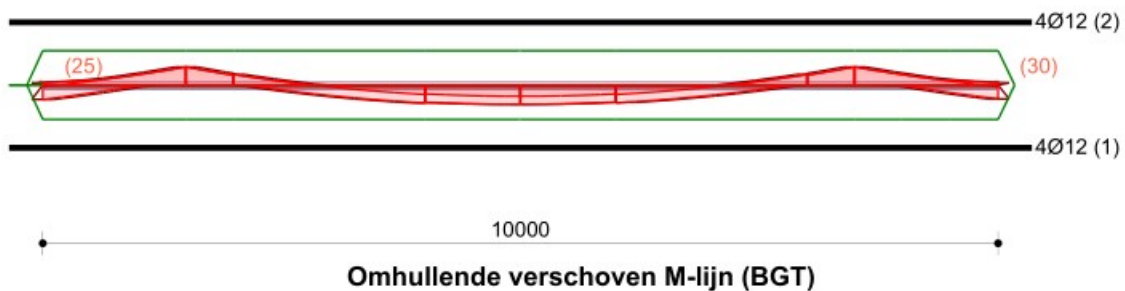 4Ø12 (2)
(25)
(30)
4Ø12 (1)
10000
Omhullende verschoven M-lijn (BGT)